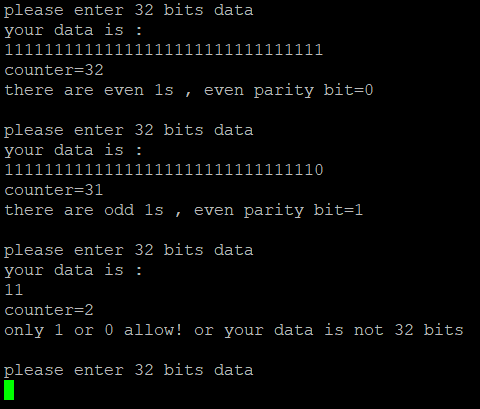 please enter 32 bits data
your data is :
11111111111111111111111111111111
counter=32
there are even 1s , even parity bit=0
please enter 32 bits data
your data is :
11111111111111111111111111111110
counter=31
there are odd 1s , even parity bit=1
please enter 32 bits data
your data is :
11
counter=2
only 1 or 0 allow! or your data is not 32 bits
please enter 32 bits data